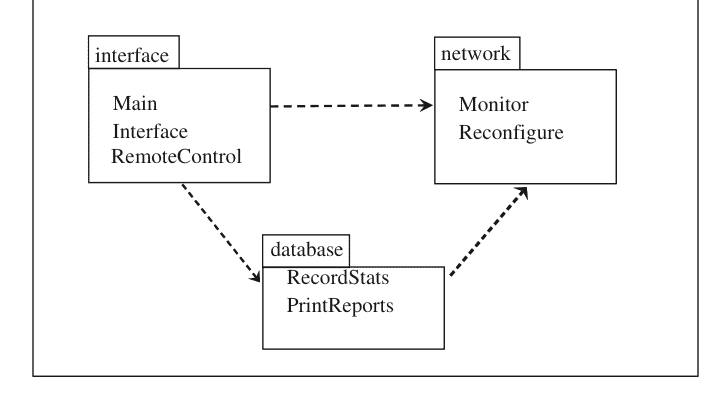 interface
Main
Interface
RemoteControl
network
Monitor
Reconfigure
database
RecordStats
PrintReports